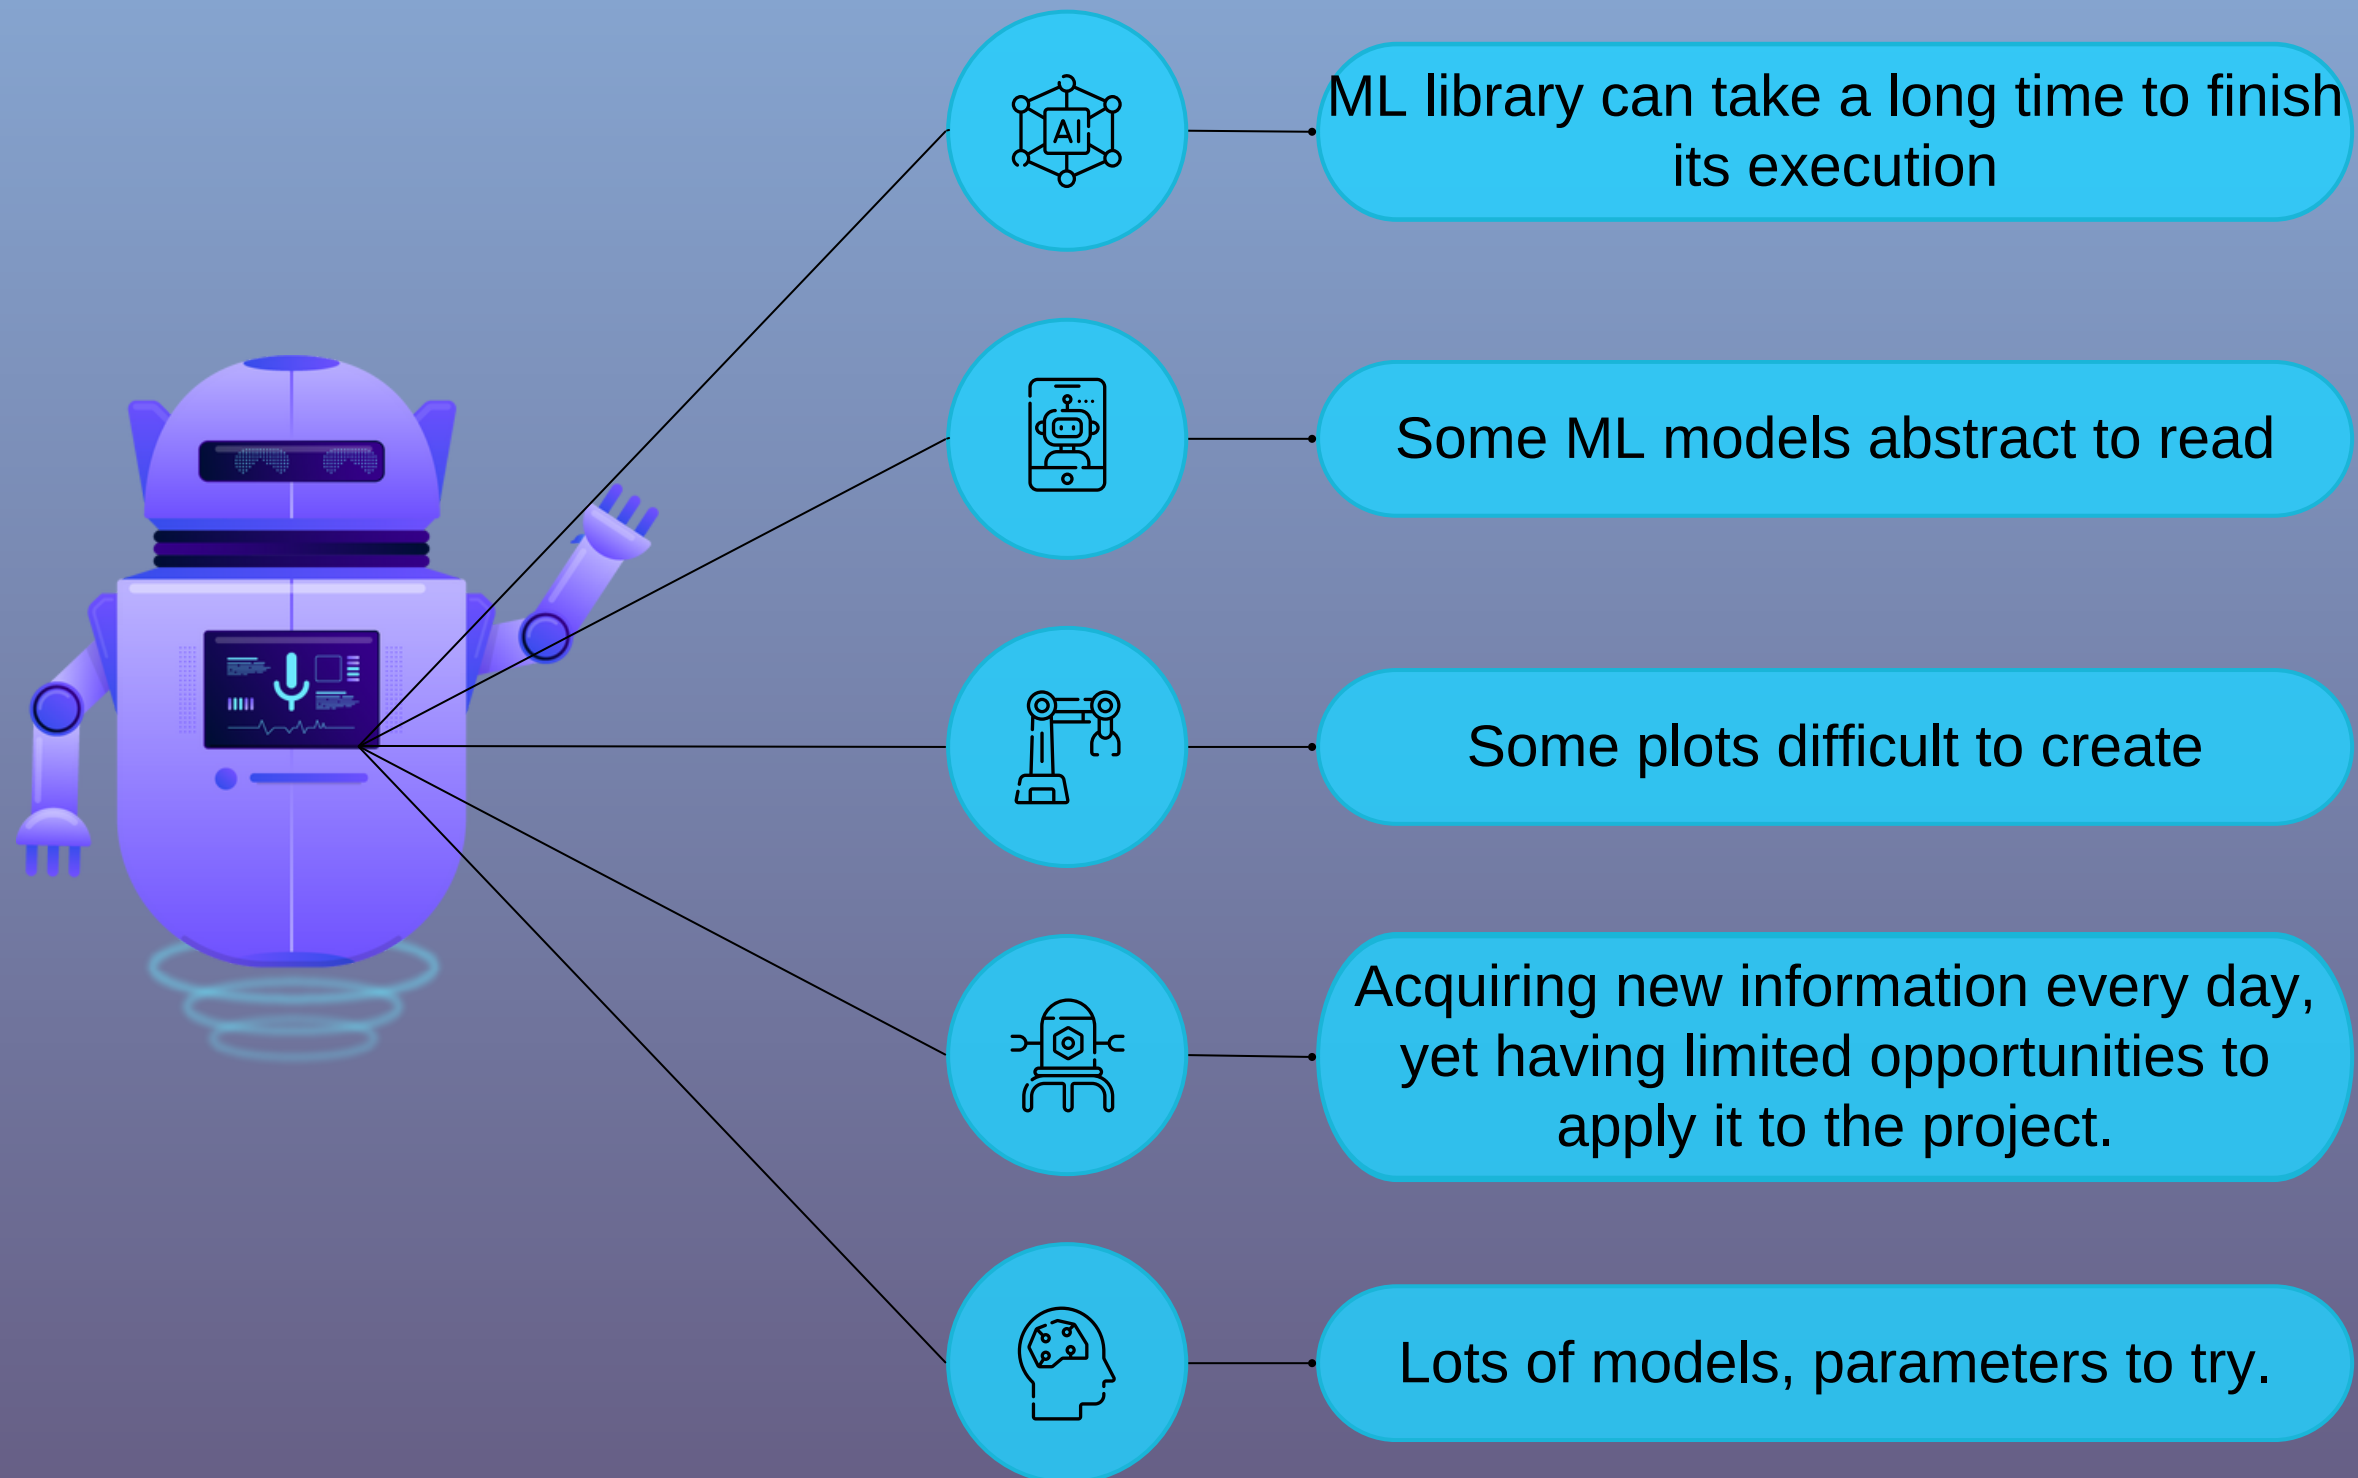 AI
ML library can take a long time to finish
its execution
Some ML models abstract to read
Some plots difficult to create
Acquiring new information every day,
yet having limited opportunities to
apply it to the project.
Lots of models, parameters to try.